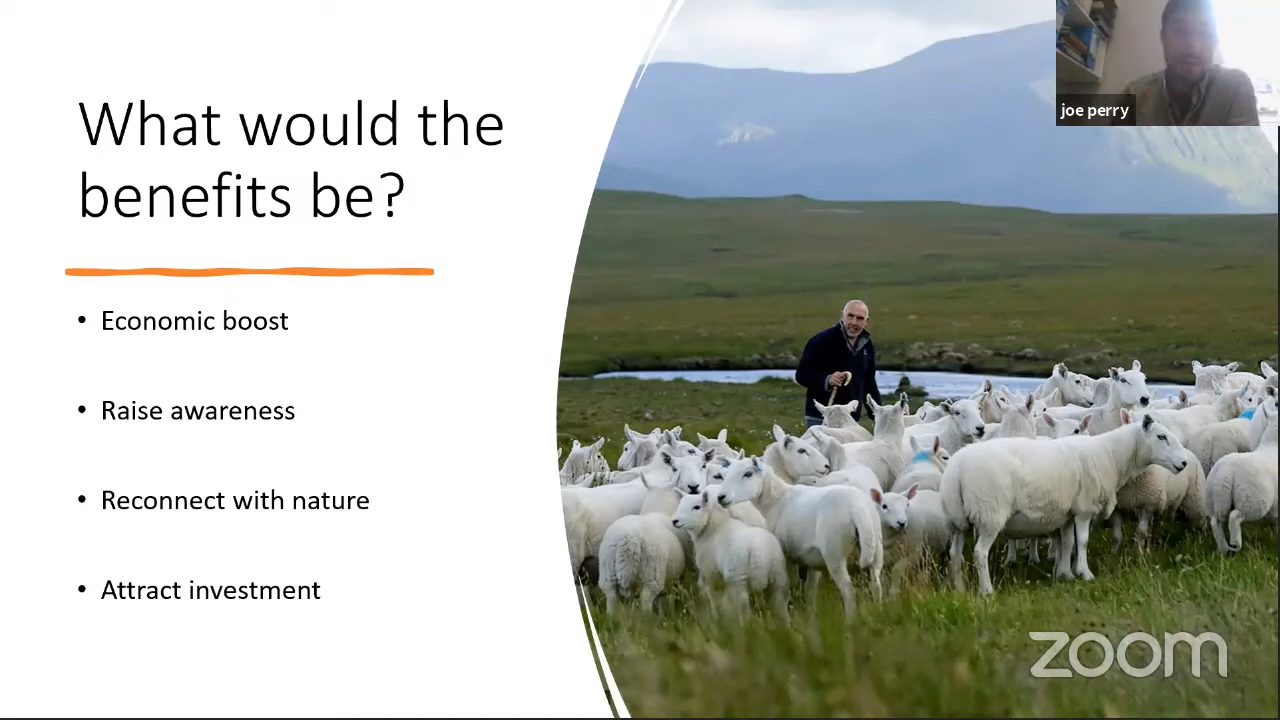 What would the
benefits be?
• Economic boost
• Raise awareness
• Reconnect with nature
• Attract investment
joe perry
zoom